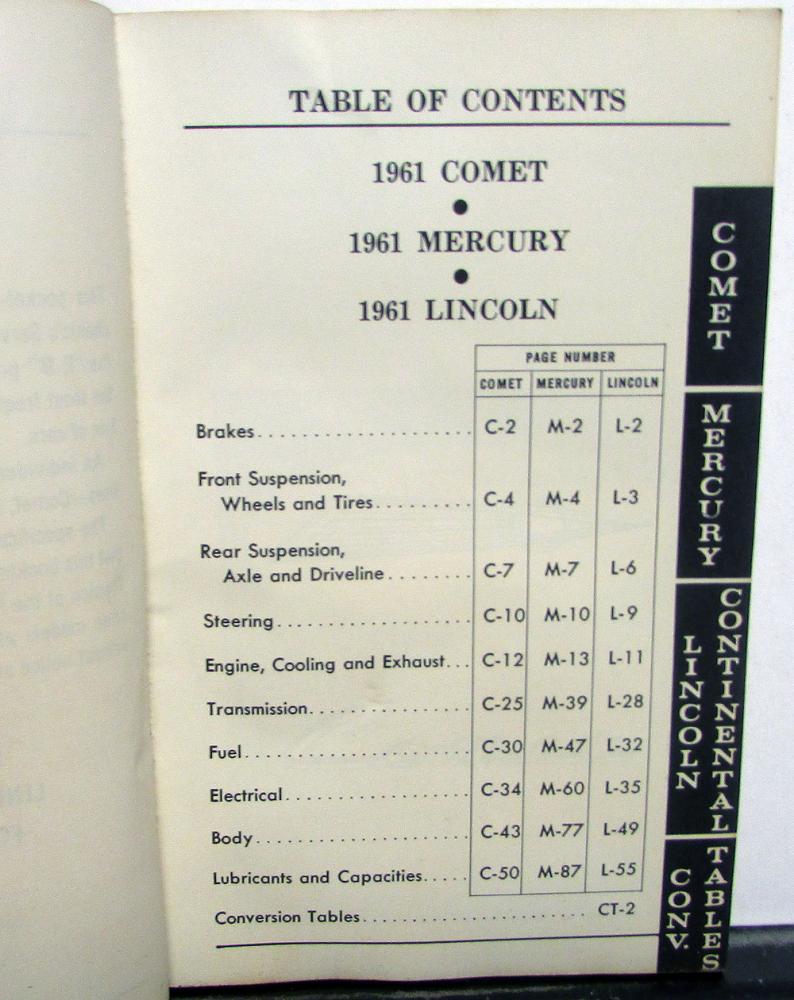 TABLE OF CONTENTS
1961 COMET
●
1961 MERCURY
●
1961 LINCOLN
PAGE NUMBER
COMET MERCURY LINCOLN
Brakes.................... C-2 M-2 L-2
Front Suspension,
Wheels and Tires......... C-4 M-4 L-3
Rear Suspension,
Axle and Driveline........ C-7 M-7 L-6
Steering.................. C-10 M-10 L-9
Engine, Cooling and Exhaust... C-12 M-13 L-11
Transmission............... C-25 M-39 L-28
Fuel..................... C-30 M-47 L-32
Electrical................. C-34 M-60 L-35
Body.................... C-43 M-77 L-49
Lubricants and Capacities..... C-50 M-87 L-55
Conversion Tables........................ CT-2
COMET
MERCURY
LINCOLN
CONTINENTAL
CONV.
TABLES